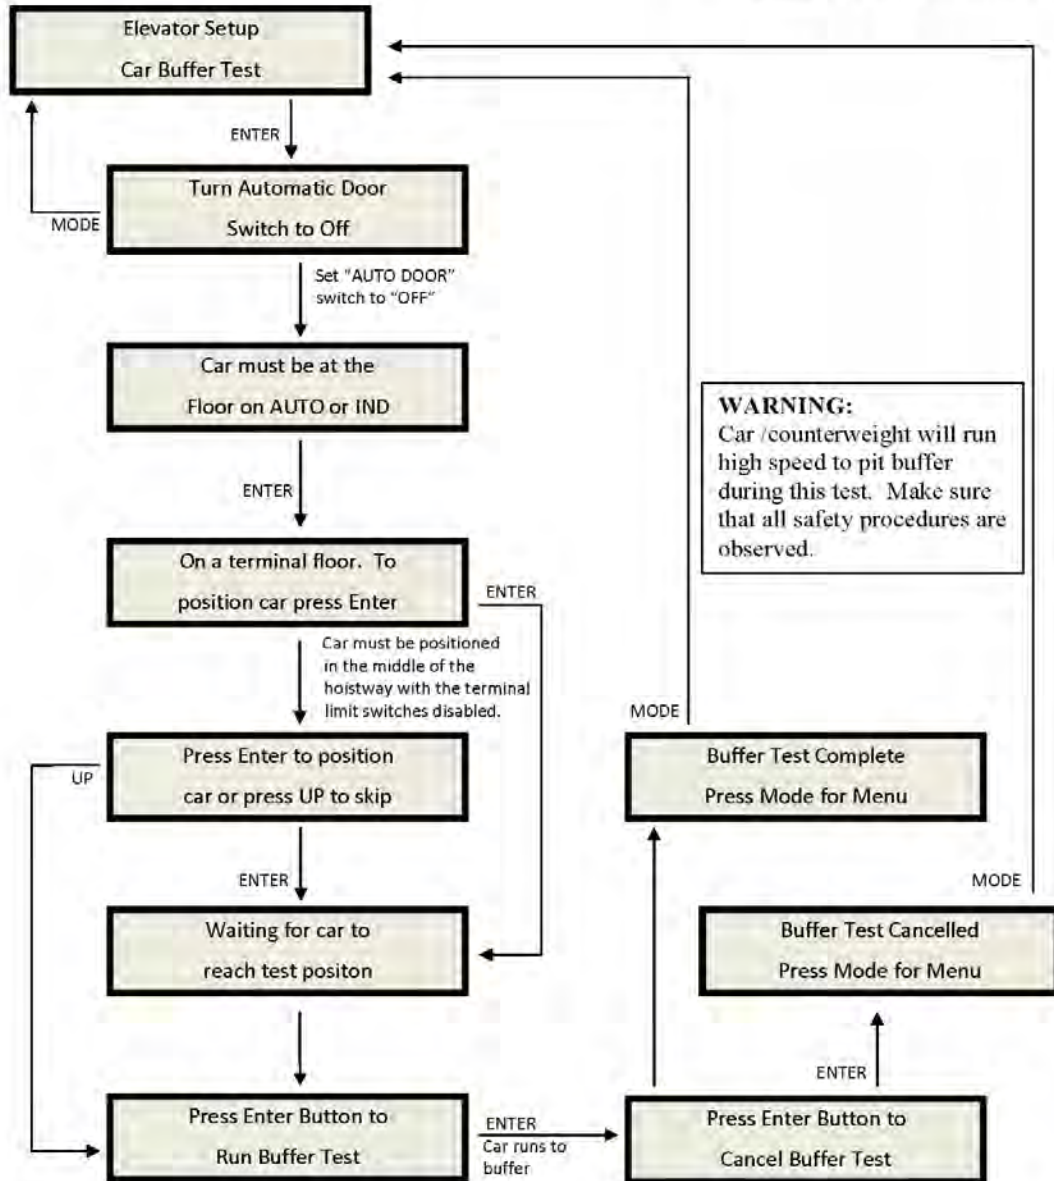 Elevator Setup
Car Buffer Test
ENTER
Turn Automatic Door
Switch to Off
MODE
Set "AUTO DOOR"
switch to "OFF"
Car must be at the
Floor on AUTO or IND
ENTER
On a terminal floor. To
position car press Enter
ENTER
Car must be positioned
in the middle of the
hoistway with the terminal
limit switches disabled.
Press Enter to position
car or press UP to skip
UP
ENTER
Waiting for car to
reach test positon
Press Enter Button to
Run Buffer Test
ENTER
Car runs to
buffer
WARNING:
Car /counterweight will run
high speed to pit buffer
during this test. Make sure
that all safety procedures are
observed.
MODE
Buffer Test Complete
Press Mode for Menu
MODE
Buffer Test Cancelled
Press Mode for Menu
ENTER
Press Enter Button to
Cancel Buffer Test